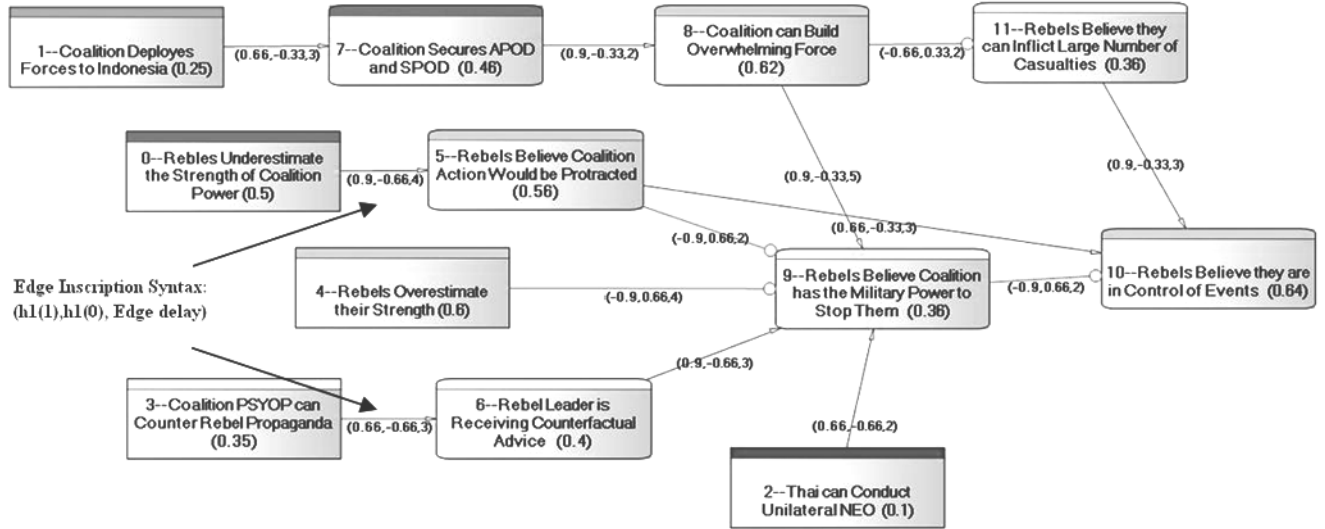 1--Coalition Deployes
Forces to Indonesia (0.25)
(0.66,-0.33,3)
7--Coalition Secures APOD
and SPOD (0.46)
(0.9,-0.33,2)
8--Coalition can Build
Overwhelming Force
(0.62)
(-0.66,0.33,2)
11--Rebels Believe they
can Inflict Large Number of
Casualties (0.36)
0--Rebles Underestimate
the Strength of Coalition
Power (0.5)
(0.9,-0.66,4)
5--Rebels Believe Coalition
Action Would be Protracted
(0.56)
(0.9,-0.33,5)
(0.9,-0.33,3)
(0.66,-0.33,3)
(-0.9,0.66,2)
Edge Inscription Syntax:
(h1(1),h1(0), Edge delay)
4--Rebels Overestimate
their Strength (0.6)
(-0.9,0.66,4)
9--Rebels Believe Coalition
has the Military Power to
Stop Them (0.36)
(-0.9,0.66,2)
10--Rebels Believe they are
in Control of Events (0.64)
3--Coalition PSYOP can
Counter Rebel Propaganda
(0.35)
(0.66,-0.66,3)
6--Rebel Leader is
Receiving Counterfactual
Advice (0.4)
(0.9,-0.66,3)
(0.66,-0.66,2)
2--Thai can Conduct
Unilateral NEO (0.1)